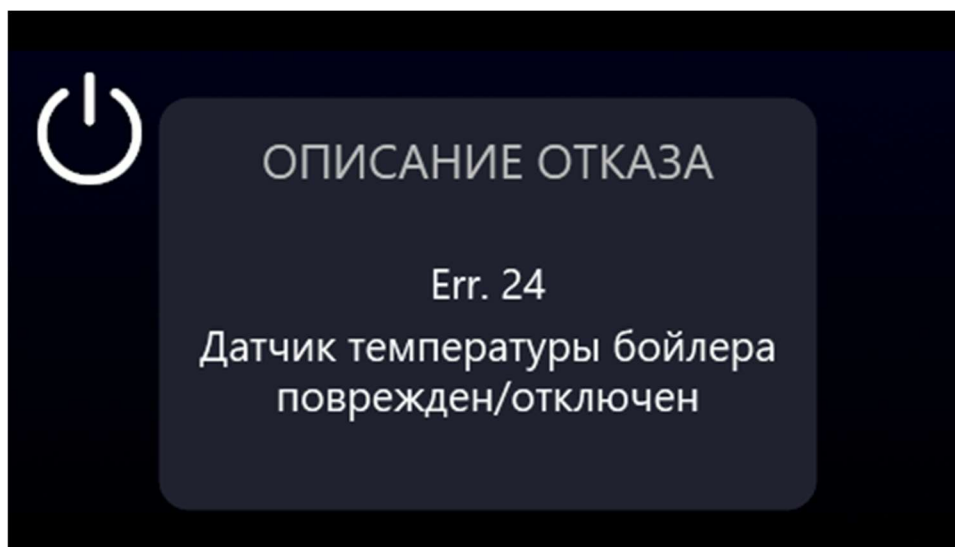 ОПИСАНИЕ ОТКАЗА
Err. 24
Датчик температуры бойлера
поврежден/отключен